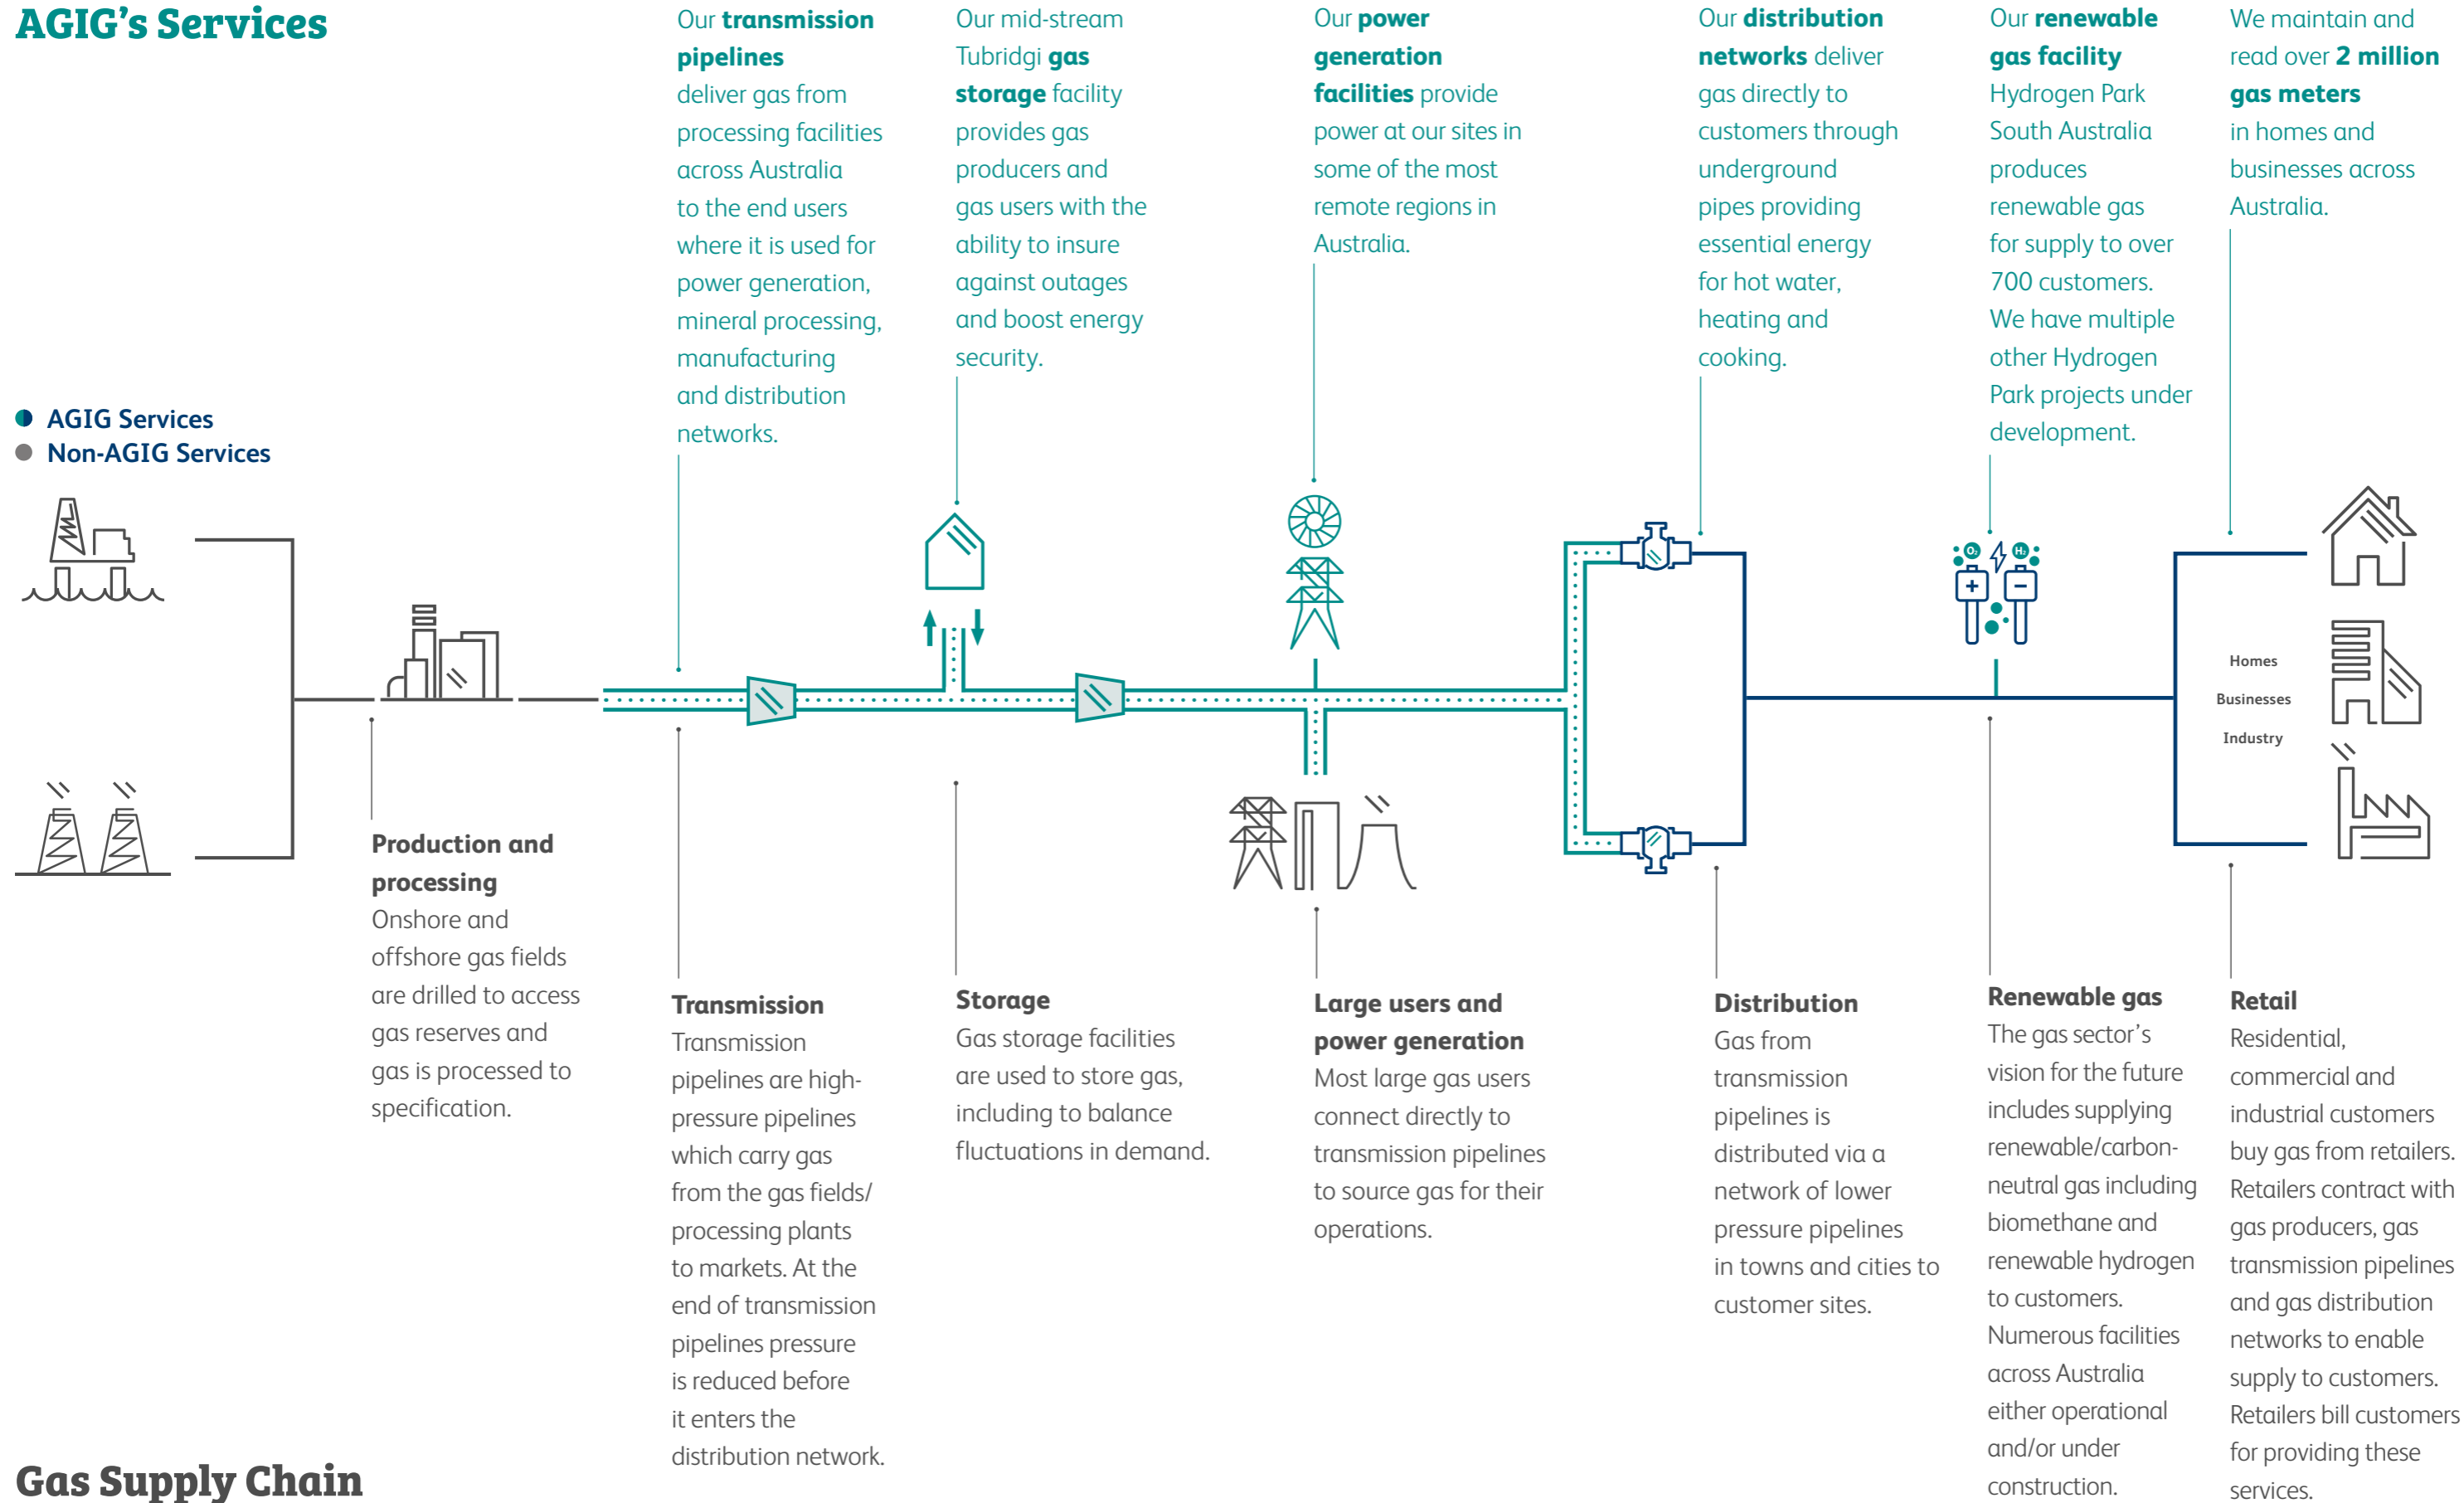 AGIG's Services
Our transmission
pipelines
deliver gas from
processing facilities
across Australia
to the end users
where it is used for
power generation,
mineral processing,
manufacturing
and distribution
networks.
Our mid-stream
Tubridgi gas
storage facility
provides gas
producers and
gas users with the
ability to insure
against outages
and boost energy
security.
Our power
generation
facilities provide
power at our sites in
some of the most
remote regions in
Australia.
Our distribution
networks deliver
gas directly to
customers through
underground
pipes providing
essential energy
for hot water,
heating and
cooking.
Our renewable
gas facility
Hydrogen Park
South Australia
produces
renewable gas
for supply to over
700 customers.
We have multiple
other Hydrogen
Park projects under
development.
We maintain and
read over 2 million
gas meters
in homes and
businesses across
Australia.
AGIG Services
Non-AGIG Services
O₂
H₂
+
−
Homes
Businesses
Industry
Production and
processing
Onshore and
offshore gas fields
are drilled to access
gas reserves and
gas is processed to
specification.
Transmission
Transmission
pipelines are high-
pressure pipelines
which carry gas
from the gas fields/
processing plants
to markets. At the
end of transmission
pipelines pressure
is reduced before
it enters the
distribution network.
Storage
Gas storage facilities
are used to store gas,
including to balance
fluctuations in demand.
Large users and
power generation
Most large gas users
connect directly to
transmission pipelines
to source gas for their
operations.
Distribution
Gas from
transmission
pipelines is
distributed via a
network of lower
pressure pipelines
in towns and cities to
customer sites.
Renewable gas
The gas sector's
vision for the future
includes supplying
renewable/carbon-
neutral gas including
biomethane and
renewable hydrogen
to customers.
Numerous facilities
across Australia
either operational
and/or under
construction.
Retail
Residential,
commercial and
industrial customers
buy gas from retailers.
Retailers contract with
gas producers, gas
transmission pipelines
and gas distribution
networks to enable
supply to customers.
Retailers bill customers
for providing these
services.
Gas Supply Chain